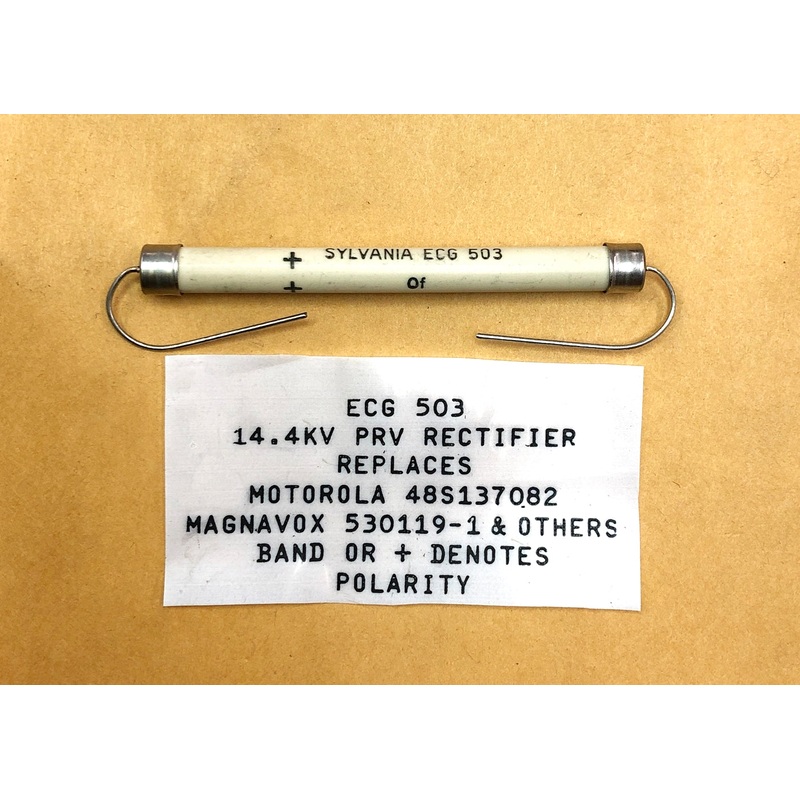 + SYLVANIA ECG 503
+ Of
ECG 503
14.4KV PRV RECTIFIER
REPLACES
MOTOROLA 48S137082
MAGNAVOX 530119-1 & OTHERS
BAND OR + DENOTES
POLARITY